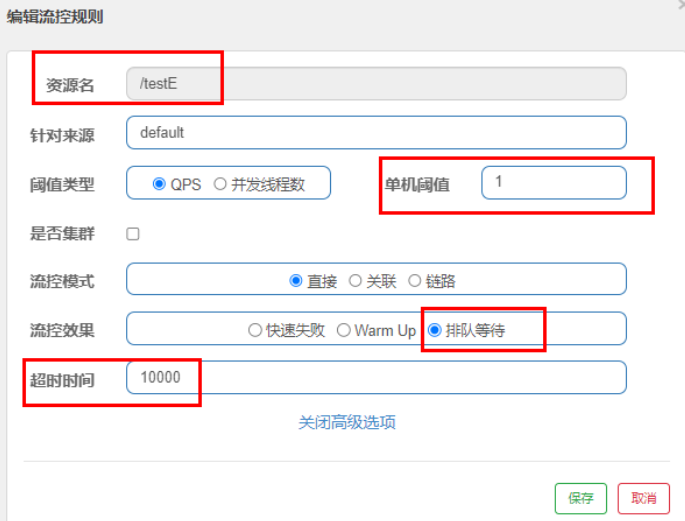 编辑流控规则
资源名 /testE
针对来源 default
阈值类型 QPS 并发线程数 单机阈值 1
是否集群
流控模式 直接 关联 链路
流控效果 快速失败 Warm Up 排队等待
超时时间 10000
关闭高级选项
保存 取消